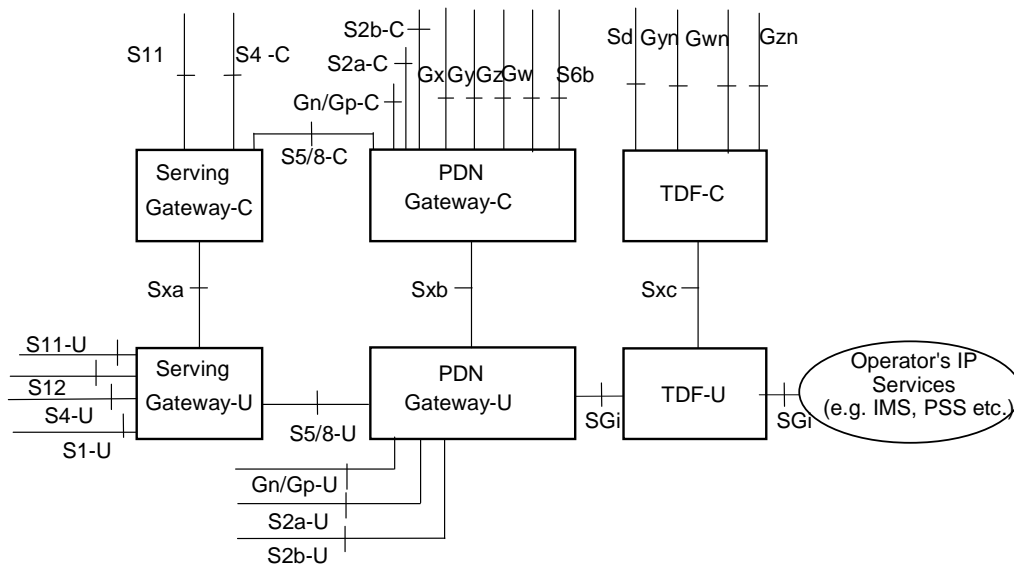 S2b-C
S11
S4 -C
S2a-C
Gn/Gp-C
Gx
Gy
Gz
Gw
S6b
Sd
Gyn
Gwn
Gzn
S5/8-C
Serving
Gateway-C
PDN
Gateway-C
TDF-C
Sxa
Sxb
Sxc
S11-U
S12
S4-U
S1-U
Serving
Gateway-U
S5/8-U
PDN
Gateway-U
SGi
TDF-U
SGi
Operator's IP
Services
(e.g. IMS, PSS etc.)
Gn/Gp-U
S2a-U
S2b-U